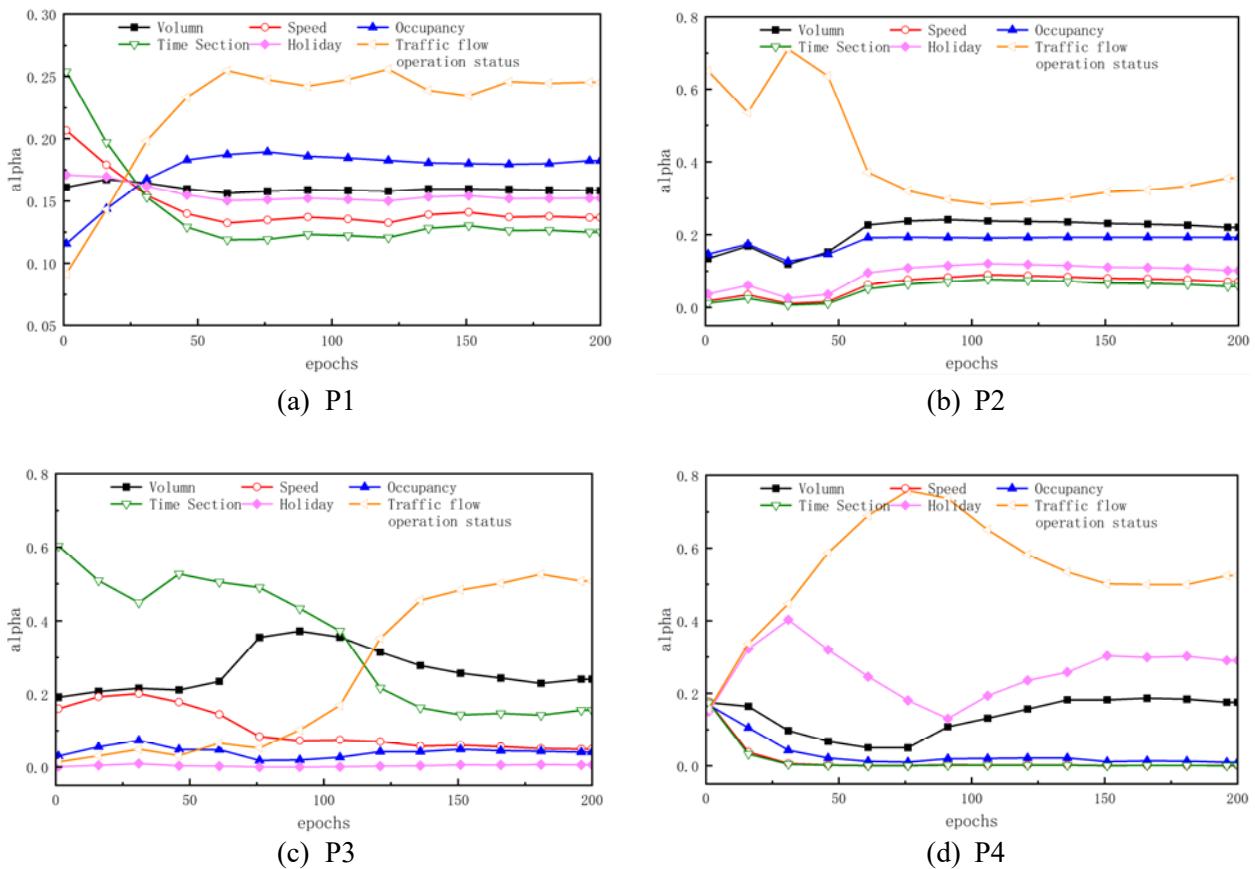 Volumn Speed Occupancy
Time Section Holiday Traffic flow
operation status
0.30
0.25
0.20
0.15
0.10
0.05
alpha
0 50 100 150 200
epochs
(a) P1
Volumn Speed Occupancy
Time Section Holiday Traffic flow
operation status
0.8
0.6
0.4
0.2
0.0
alpha
0 50 100 150 200
epochs
(b) P2
Volumn Speed Occupancy
Time Section Holiday Traffic flow
operation status
0.8
0.6
0.4
0.2
0.0
alpha
0 50 100 150 200
epochs
(c) P3
Volumn Speed Occupancy
Time Section Holiday Traffic flow
operation status
0.8
0.6
0.4
0.2
0.0
alpha
0 50 100 150 200
epochs
(d) P4